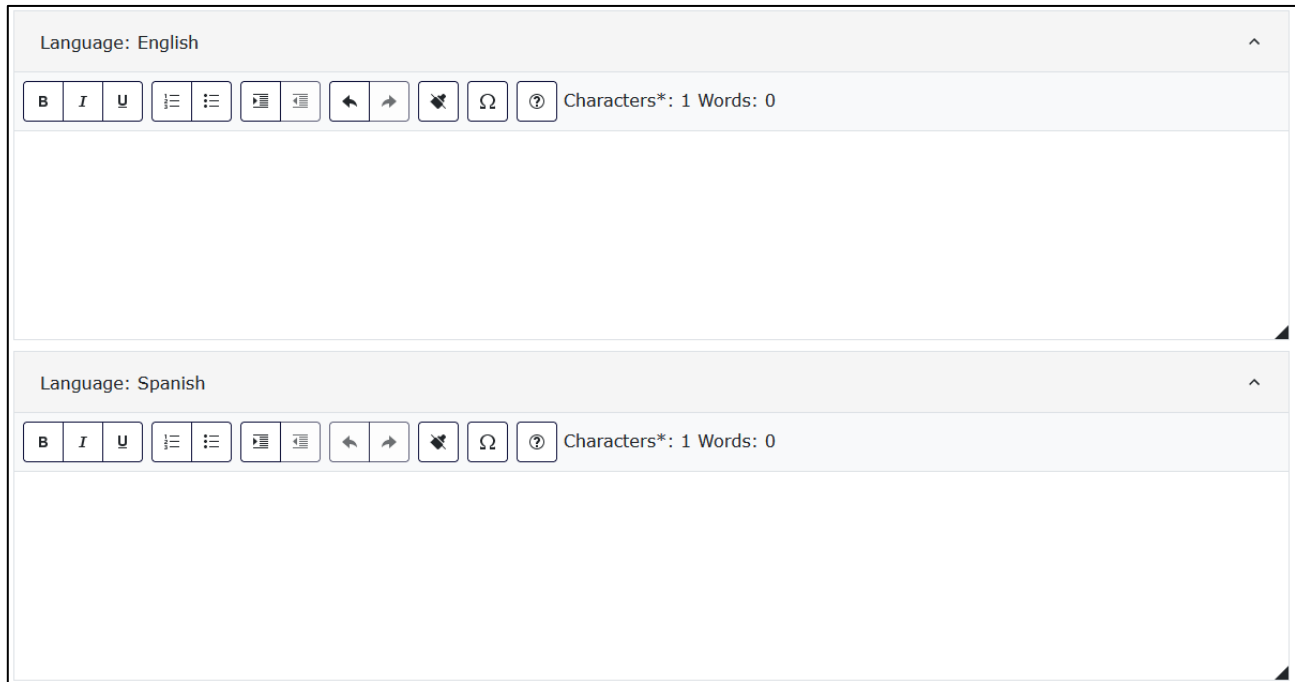 Language: English
B I U Ω Characters*: 1 Words: 0
Language: Spanish
B I U Ω Characters*: 1 Words: 0